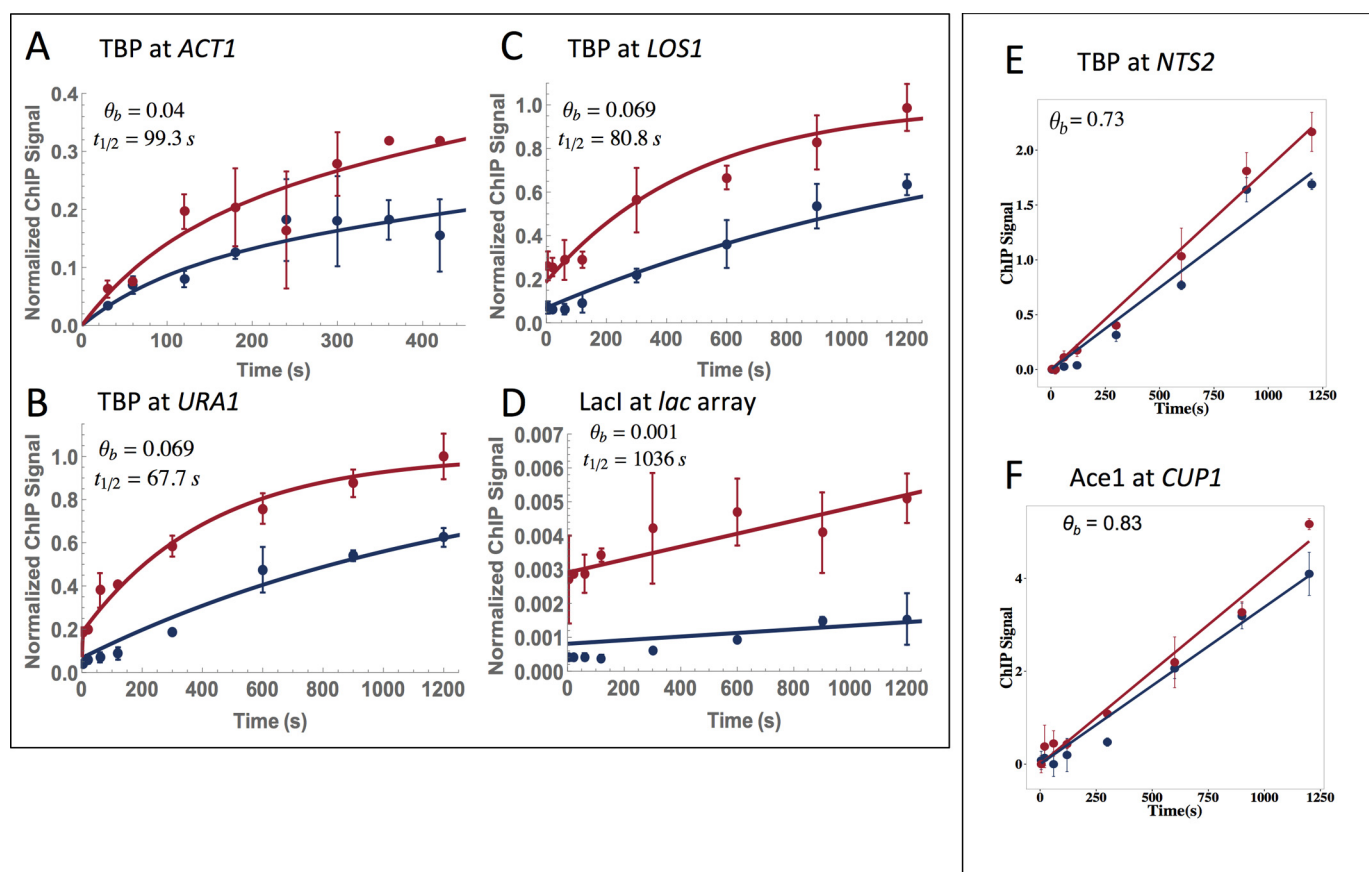 A TBP at ACT1
θb = 0.04
t1/2 = 99.3 s
Normalized ChIP Signal
0.4
0.3
0.2
0.1
0.0
0 100 200 300 400
Time (s)
B TBP at URA1
θb = 0.069
t1/2 = 67.7 s
Normalized ChIP Signal
1.0
0.8
0.6
0.4
0.2
0.0
0 200 400 600 800 1000 1200
Time (s)
C TBP at LOS1
θb = 0.069
t1/2 = 80.8 s
Normalized ChIP Signal
1.0
0.8
0.6
0.4
0.2
0.0
0 200 400 600 800 1000 1200
Time (s)
D LacI at lac array
θb = 0.001
t1/2 = 1036 s
Normalized ChIP Signal
0.007
0.006
0.005
0.004
0.003
0.002
0.001
0.000
0 200 400 600 800 1000 1200
Time (s)
E TBP at NTS2
θb = 0.73
ChIP Signal
2.0
1.5
1.0
0.5
0.0
0 250 500 750 1000 1250
Time(s)
F Ace1 at CUP1
θb = 0.83
ChIP Signal
4
2
0
0 250 500 750 1000 1250
Time(s)